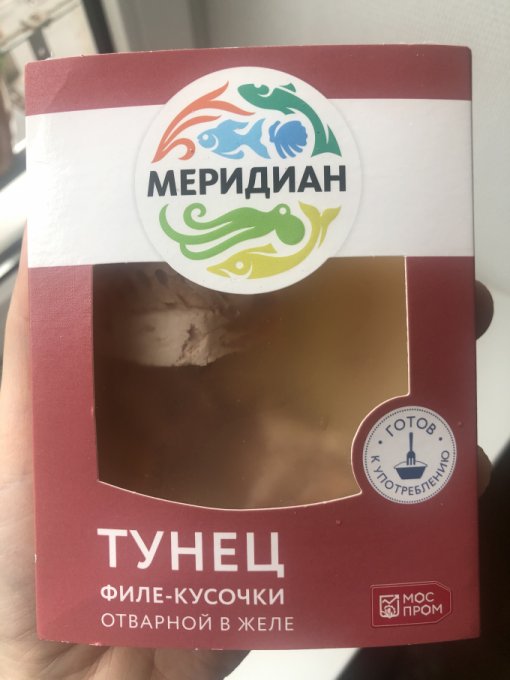 МЕРИДИАН
ГОТОВ
К УПОТРЕБЛЕНИЮ
ТУНЕЦ
ФИЛЕ-КУСОЧКИ
ОТВАРНОЙ В ЖЕЛЕ
МОС
ПРОМ